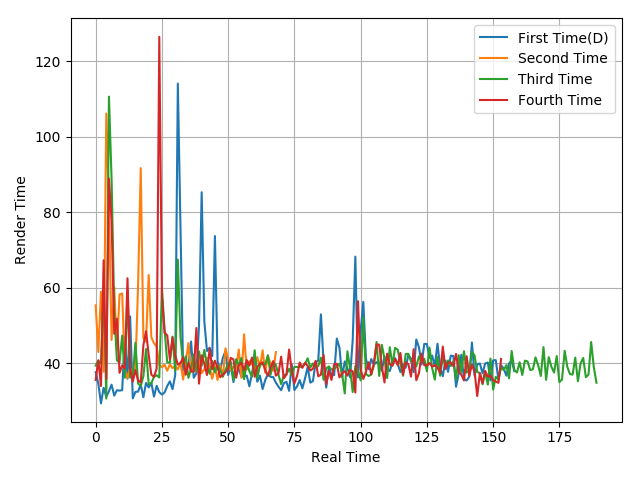 First Time(D)
Second Time
Third Time
Fourth Time
120
100
80
60
40
Render Time
0
25
50
75
100
125
150
175
Real Time